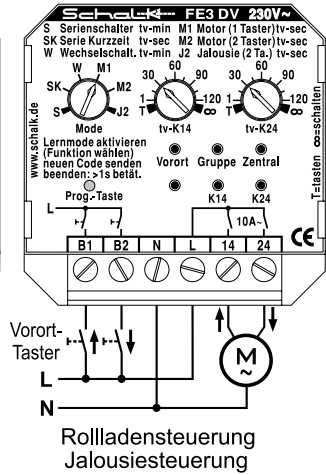 Schalk FE3 DV 230V~
S Serienschalter tv-min M1 Motor (1 Taster)tv-sec
SK Serie Kurzzeit tv-sec M2 Motor (2 Taster)tv-sec
W Wechselschalt. tv-min J2 Jalousie (2 Ta.) tv-sec
W M1
SK M2
S J2
Mode
60
30 90
1 120
T ∞
tv-K14
60
30 90
1 120
T ∞
tv-K24
T=tasten ∞=schalten
www.schalk.de
Lernmode aktivieren
(Funktion wählen)
neuen Code senden
beenden: >1s betät.
Vorort Gruppe Zentral
Prog.-Taste
K14 K24
L
10A~
B1 B2 N L 14 24
CE
Vorort-
Taster
L
N
M
~
Rollladensteuerung
Jalousiesteuerung